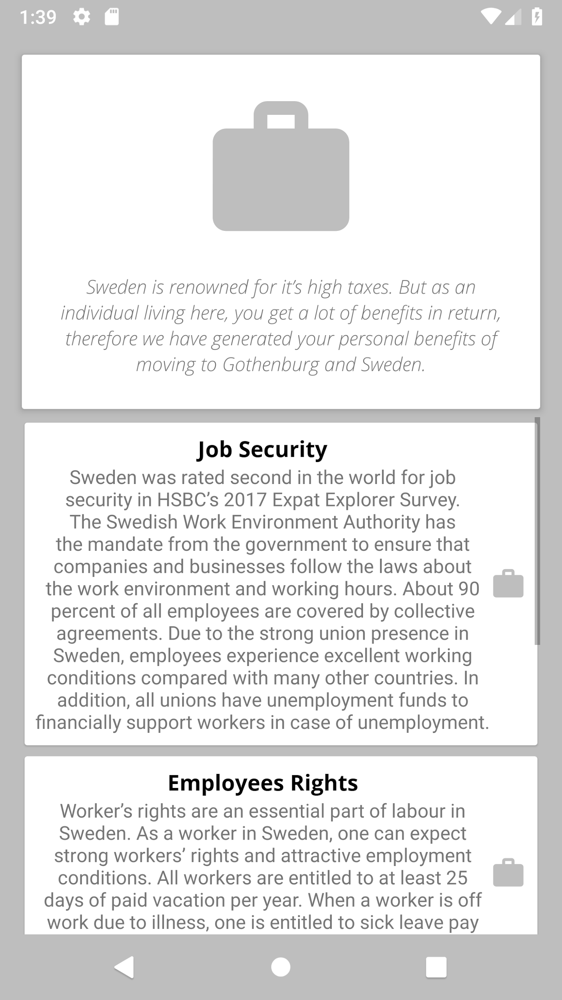 1:39
Sweden is renowned for it’s high taxes. But as an
individual living here, you get a lot of benefits in return,
therefore we have generated your personal benefits of
moving to Gothenburg and Sweden.
Job Security
Sweden was rated second in the world for job
security in HSBC’s 2017 Expat Explorer Survey.
The Swedish Work Environment Authority has
the mandate from the government to ensure that
companies and businesses follow the laws about
the work environment and working hours. About 90
percent of all employees are covered by collective
agreements. Due to the strong union presence in
Sweden, employees experience excellent working
conditions compared with many other countries. In
addition, all unions have unemployment funds to
financially support workers in case of unemployment.
Employees Rights
Worker’s rights are an essential part of labour in
Sweden. As a worker in Sweden, one can expect
strong workers’ rights and attractive employment
conditions. All workers are entitled to at least 25
days of paid vacation per year. When a worker is off
work due to illness, one is entitled to sick leave pay